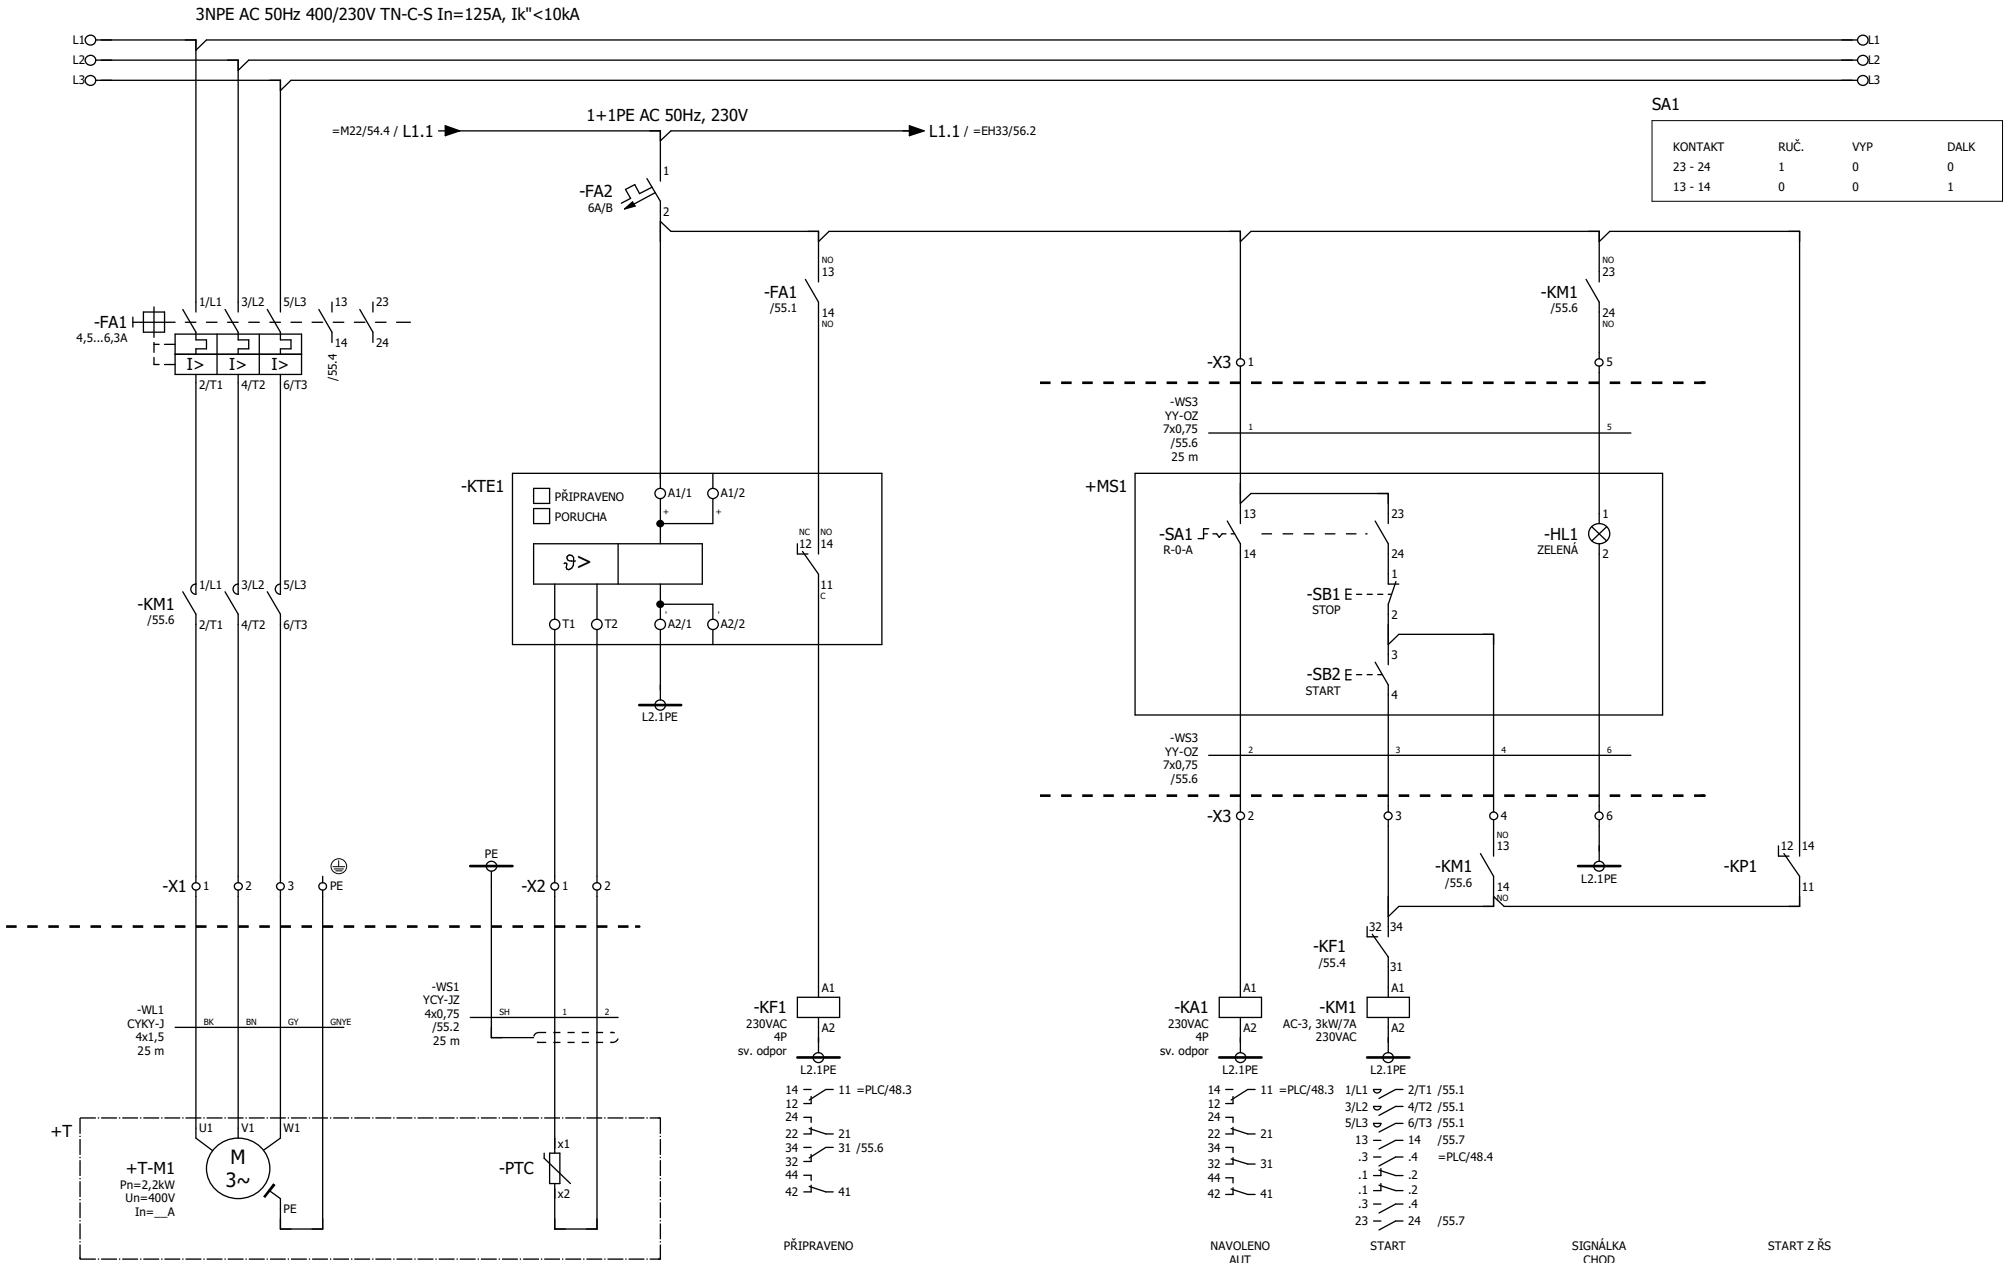 3NPE AC 50Hz 400/230V TN-C-S In=125A, Ik"<10kA
L1 L1
L2 L2
L3 L3
SA1
KONTAKT RUČ. VYP DALK
23 - 24 1 0 0
13 - 14 0 0 1
1+1PE AC 50Hz, 230V
=M22/54.4 / L1.1 L1.1 / =EH33/56.2
1
-FA2
6A/B
2
NO
13
-FA1
/55.1
14
NO
NO
23
-KM1
/55.6
24
NO
1/L1 3/L2 5/L3 13 23
-FA1
4,5...6,3A
14 24
I> I> I>
/55.4
2/T1 4/T2 6/T3
-X3 1 5
-WS3
YY-OZ
7x0,75
/55.6
25 m
1 5
-KTE1
PŘIPRAVENO
PORUCHA
A1/1 A1/2
+ +
ϑ>
NC NO
12 14
11
C
- -
T1 T2 A2/1 A2/2
L2.1PE
+MS1
13 23
-SA1
R-0-A
14 24
1
-SB1 E
STOP
2
3
-SB2 E
START
4
1
-HL1
ZELENÁ
2
1/L1 3/L2 5/L3
-KM1
/55.6
2/T1 4/T2 6/T3
-WS3
YY-OZ
7x0,75
/55.6
2 3 4 6
-X3 2 3 4 6
NO
13
-KM1
/55.6
14
NO
L2.1PE
12 14
-KP1
11
PE
-X1 1 2 3 PE
-X2 1 2
32 34
-KF1
/55.4
31
-WL1
CYKY-J
4x1,5
25 m
BK BN GY GNYE
-WS1
YCY-JZ
4x0,75
/55.2
25 m
SH 1 2
A1
-KF1
230VAC
4P
sv. odpor
A2
L2.1PE
A1
-KA1
230VAC
4P
sv. odpor
A2
L2.1PE
A1
-KM1
AC-3, 3kW/7A
230VAC
A2
L2.1PE
14 11 =PLC/48.3
12
24
22 21
34 31 /55.6
32
44
42 41
14 11 =PLC/48.3
12
24
22 21
34
32 31
44
42 41
1/L1 2/T1 /55.1
3/L2 4/T2 /55.1
5/L3 6/T3 /55.1
13 14 /55.7
.3 .4 =PLC/48.4
.1 .2
.1 .2
.3 .4
23 24 /55.7
+T
U1 V1 W1
M
3~
+T-M1
Pn=2,2kW
Un=400V
In=__A
PE
x1
-PTC
x2
PŘIPRAVENO
NAVOLENO
AUT
START
SIGNÁLKA
CHOD
START Z ŘS